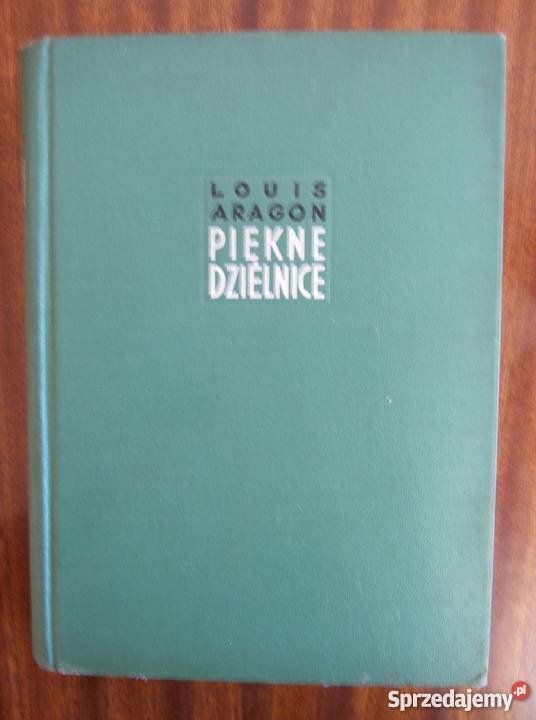 LOUIS
ARAGON
PIĘKNE
DZIELNICE
Sprzedajemy.pl